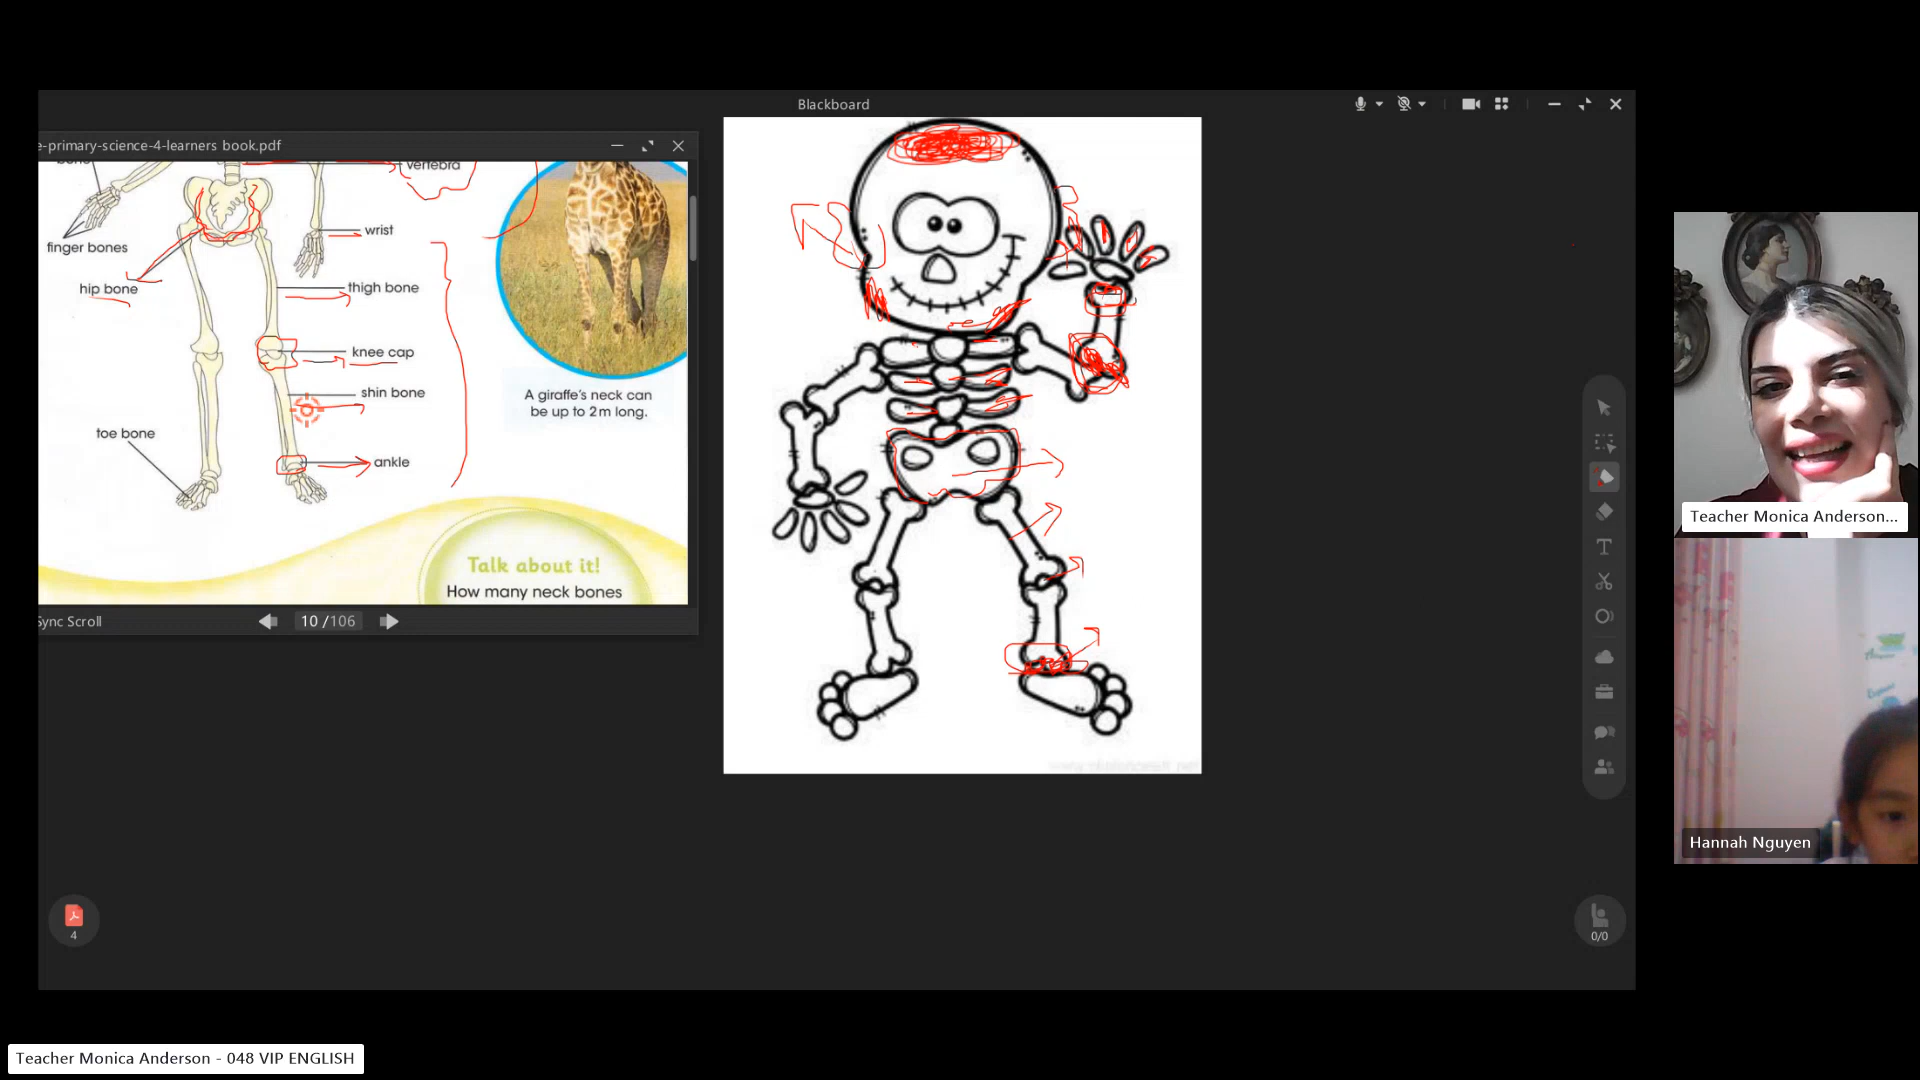 Blackboard
e-primary-science-4-learners book.pdf
bone
vertebra
finger bones
wrist
hip bone
thigh bone
knee cap
shin bone
toe bone
ankle
A giraffe's neck can
be up to 2 m long.
Talk about it!
How many neck bones
Sync Scroll
10 /106
4
0/0
Teacher Monica Anderson...
Hannah Nguyen
Teacher Monica Anderson - 048 VIP ENGLISH